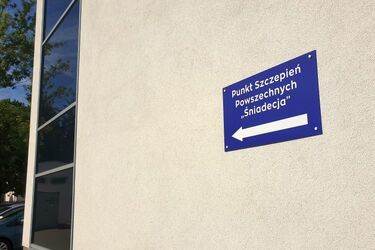 Punkt Szczepień
Powszechnych
„Śniadecja”